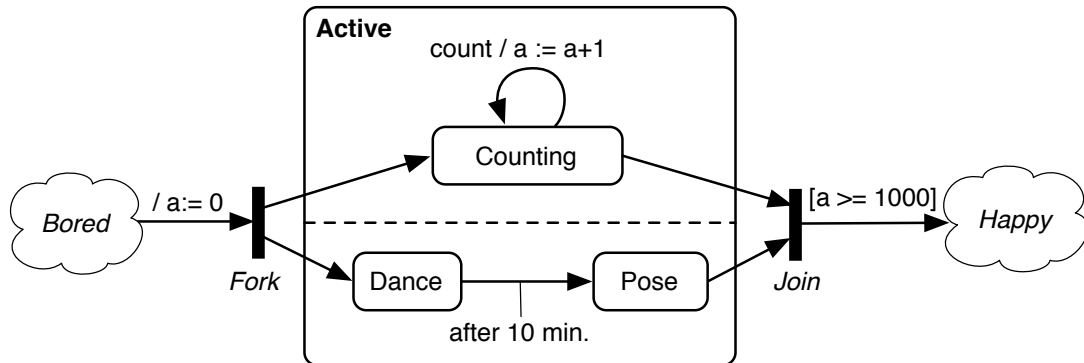 Active
count / a := a+1
Counting
Bored
/ a:= 0
[a >= 1000]
Happy
Fork
Dance
Pose
Join
after 10 min.